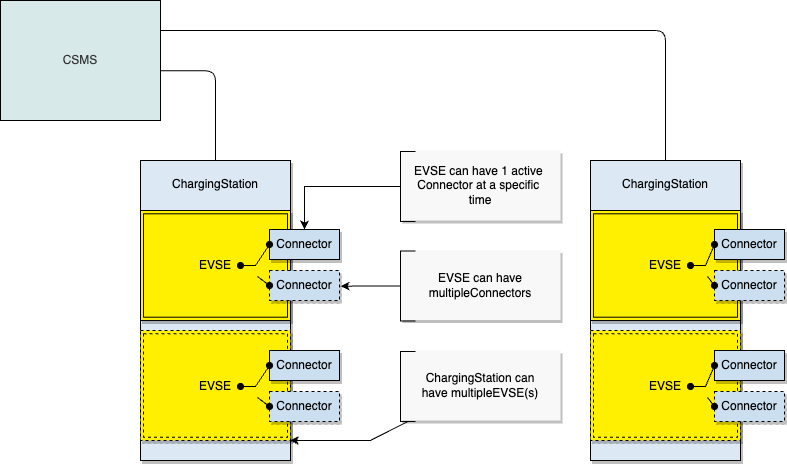 CSMS
ChargingStation
EVSE
Connector
Connector
EVSE
Connector
Connector
EVSE can have 1 active
Connector at a specific
time
EVSE can have
multipleConnectors
ChargingStation can
have multipleEVSE(s)
ChargingStation
EVSE
Connector
Connector
EVSE
Connector
Connector